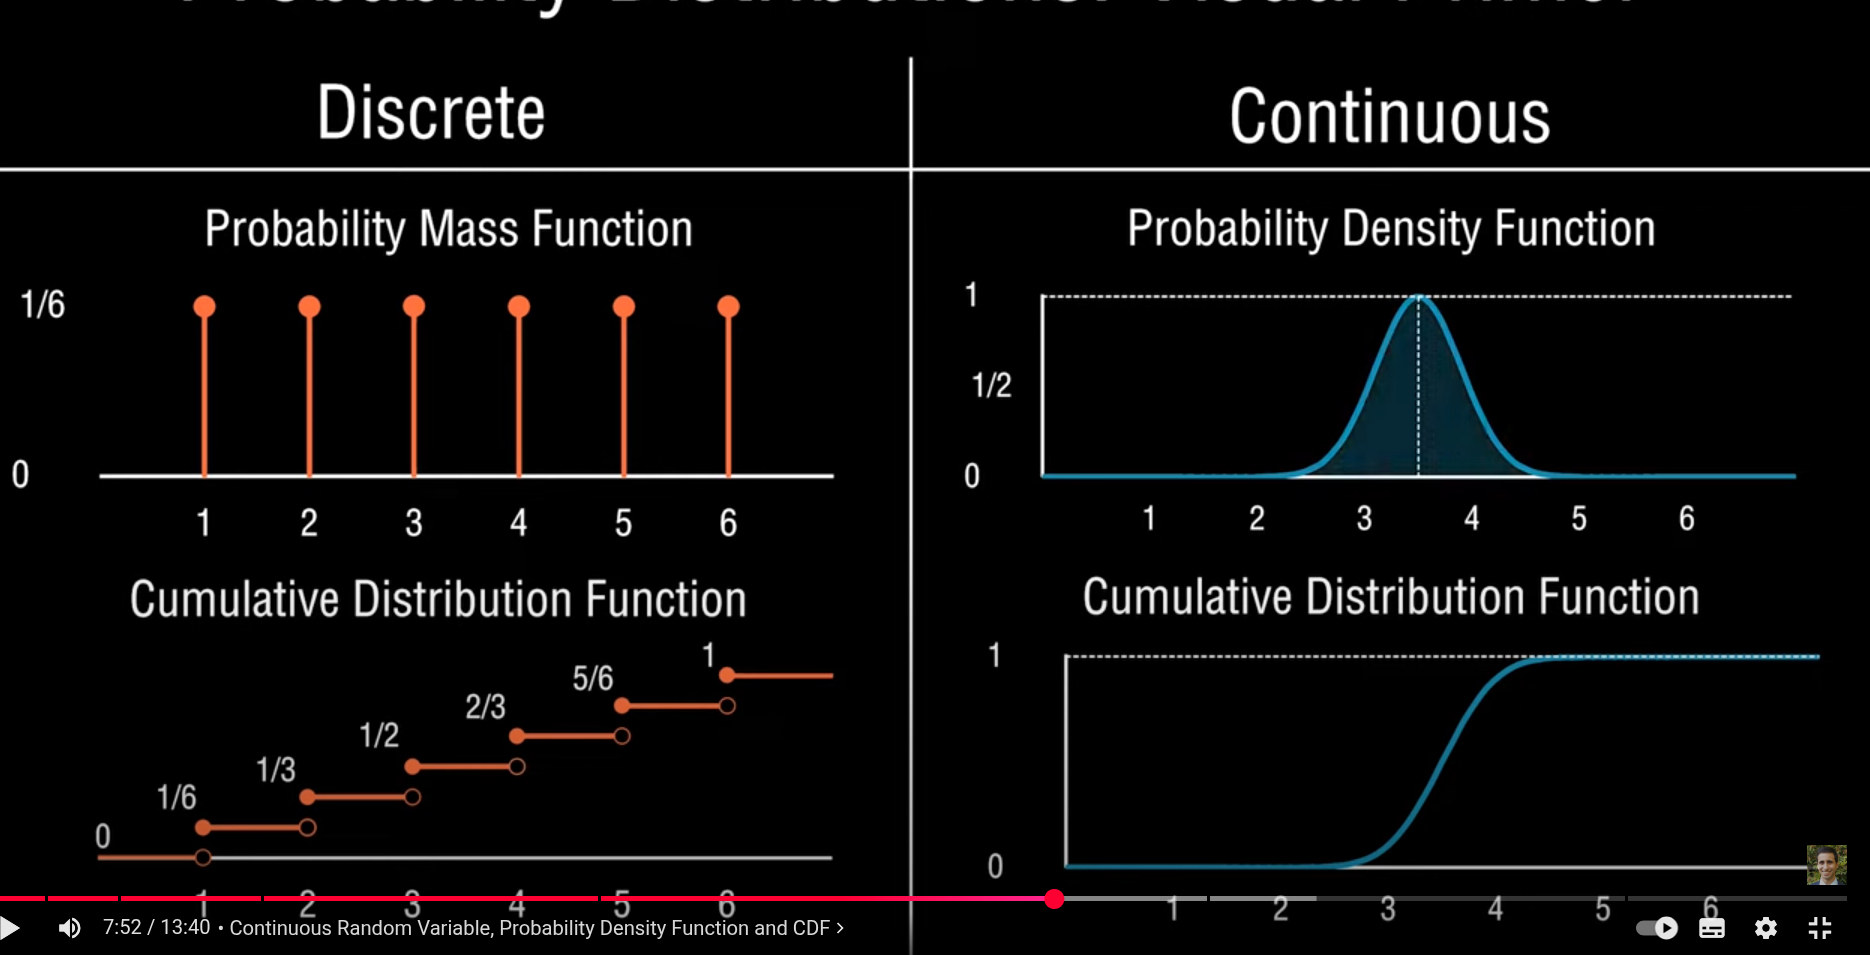 Discrete
Continuous
Probability Mass Function
1/6
0
1 2 3 4 5 6
Probability Density Function
1
1/2
0
1 2 3 4 5 6
Cumulative Distribution Function
1
5/6
2/3
1/2
1/3
1/6
0
1 2 3 4 5 6
Cumulative Distribution Function
1
0
1 2 3 4 5 6
7:52 / 13:40 • Continuous Random Variable, Probability Density Function and CDF >